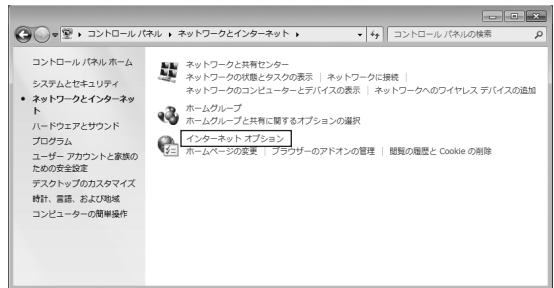 コントロール パネル ▸ ネットワークとインターネット ▸
コントロール パネルの検索
コントロール パネル ホーム
システムとセキュリティ
ネットワークとインターネッ
ト
ハードウェアとサウンド
プログラム
ユーザー アカウントと家族の
ための安全設定
デスクトップのカスタマイズ
時計、言語、および地域
コンピューターの簡単操作
ネットワークと共有センター
ネットワークの状態とタスクの表示 | ネットワークに接続 |
ネットワークのコンピューターとデバイスの表示 | ネットワークへのワイヤレス デバイスの追加
ホームグループ
ホームグループと共有に関するオプションの選択
インターネット オプション
ホームページの変更 | ブラウザーのアドオンの管理 | 閲覧の履歴と Cookie の削除